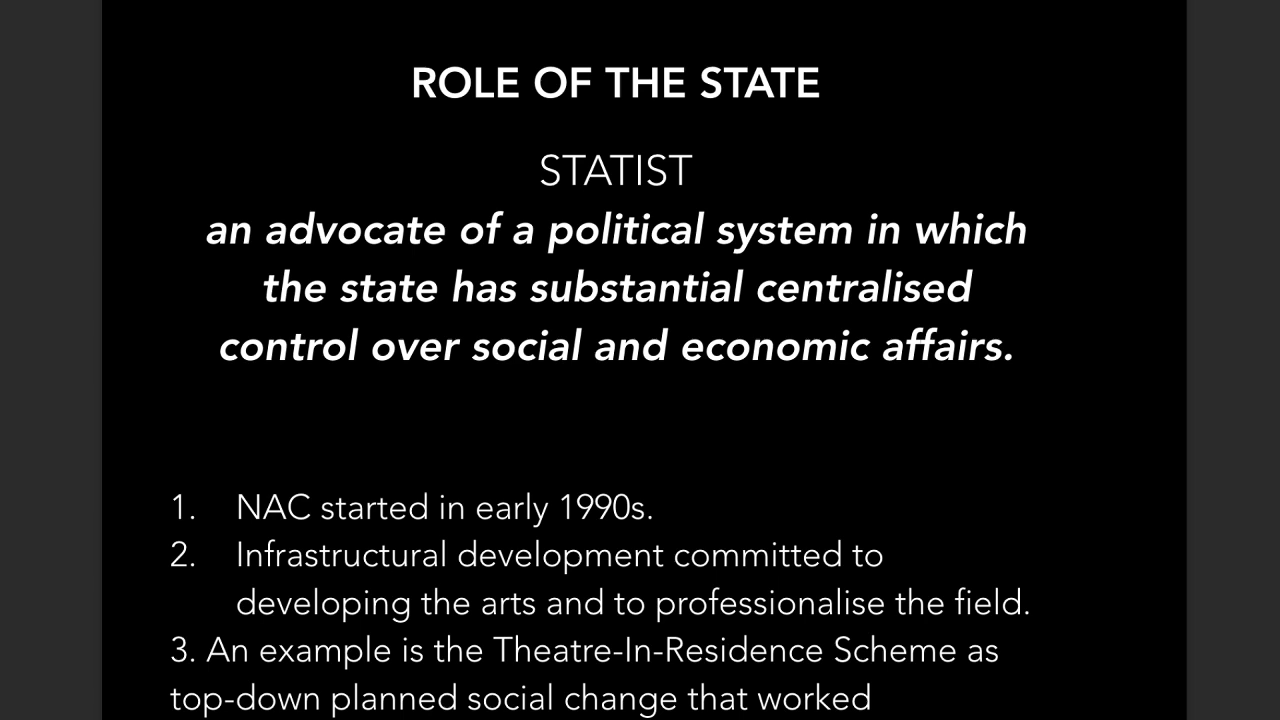 ROLE OF THE STATE
STATIST
an advocate of a political system in which
the state has substantial centralised
control over social and economic affairs.
1. NAC started in early 1990s.
2. Infrastructural development committed to
developing the arts and to professionalise the field.
3. An example is the Theatre-In-Residence Scheme as
top-down planned social change that worked